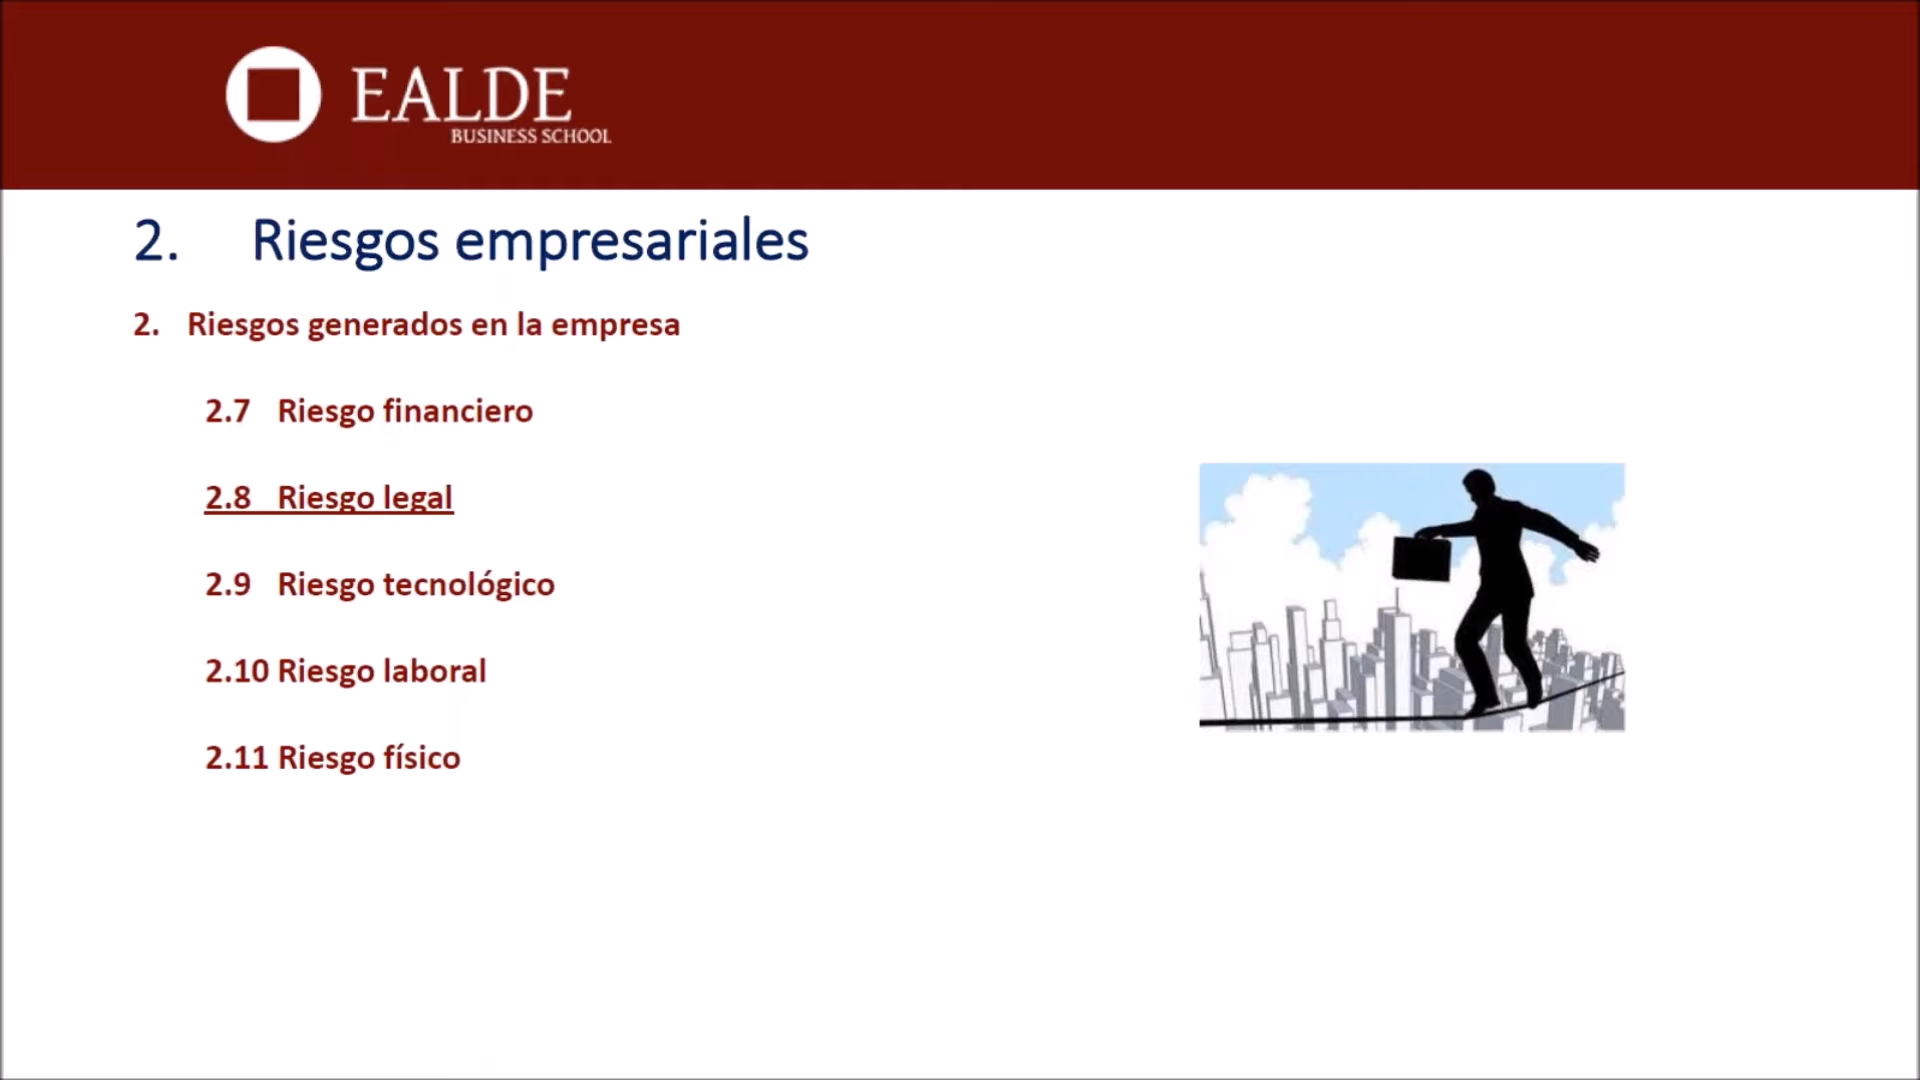 EALDE
BUSINESS SCHOOL
2. Riesgos empresariales
2. Riesgos generados en la empresa
2.7 Riesgo financiero
2.8 Riesgo legal
2.9 Riesgo tecnológico
2.10 Riesgo laboral
2.11 Riesgo físico